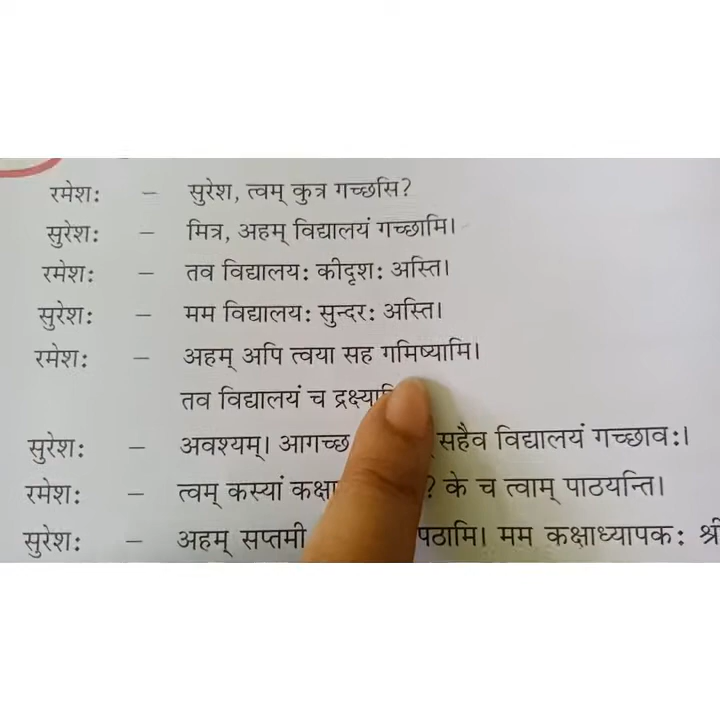 रमेशः – सुरेश, त्वम् कुत्र गच्छसि?
सुरेशः – मित्र, अहम् विद्यालयं गच्छामि।
रमेशः – तव विद्यालयः कीदृशः अस्ति।
सुरेशः – मम विद्यालयः सुन्दरः अस्ति।
रमेशः – अहम् अपि त्वया सह गमिष्यामि।
तव विद्यालयं च
सुरेशः – अवश्यम्। आगच्छ सहैव विद्यालयं गच्छावः।
रमेशः – त्वम् कस्यां ? के च त्वाम् पाठयन्ति।
सुरेशः – अहम् सप्तमी पठामि। मम कक्षाध्यापकः श्री